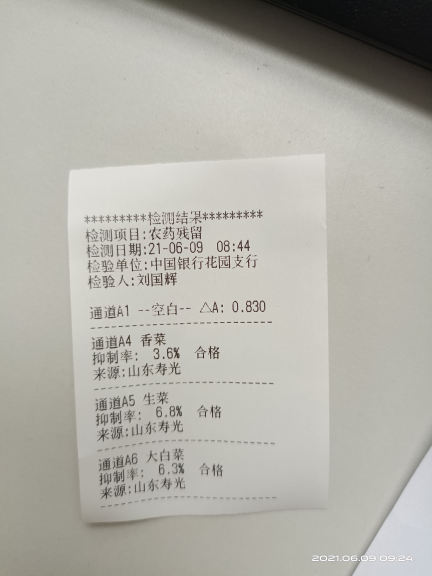 *********检测结果*********
检测项目:农药残留
检测日期:21-06-09 08:44
检验单位:中国银行花园支行
检验人:刘国辉
通道A1 --空白-- △A: 0.830
通道A4 香菜
抑制率: 3.6% 合格
来源:山东寿光
通道A5 生菜
抑制率: 6.8% 合格
来源:山东寿光
通道A6 大白菜
抑制率: 6.3% 合格
来源:山东寿光
2021.06.09 09:24